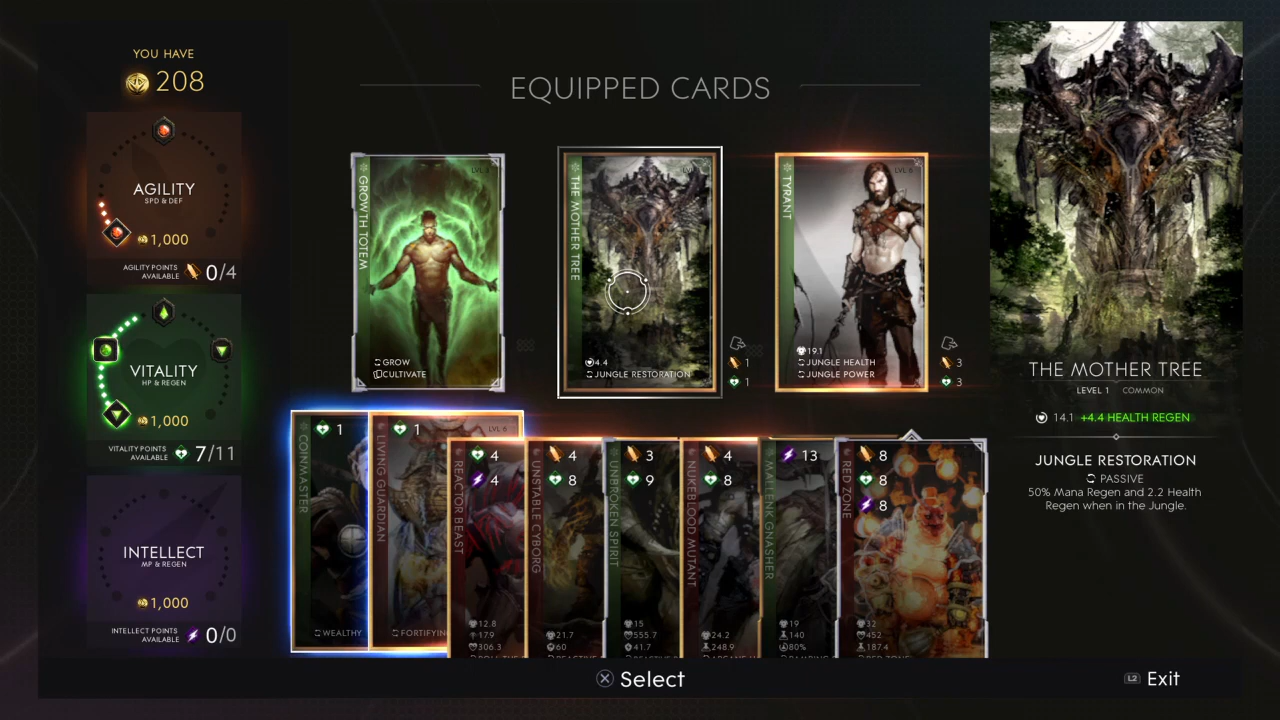 YOU HAVE
208
AGILITY
SPD & DEF
1,000
AGILITY POINTS
AVAILABLE
0/4
VITALITY
HP & REGEN
1,000
VITALITY POINTS
AVAILABLE
7/11
INTELLECT
MP & REGEN
1,000
INTELLECT POINTS
AVAILABLE
0/0
EQUIPPED CARDS
GROWTH TOTEM
GROW
CULTIVATE
THE MOTHER TREE
4.4
JUNGLE RESTORATION
1
1
TYRANT
19.1
JUNGLE HEALTH
JUNGLE POWER
3
3
COINMASTER
1
WEALTHY
LIVING GUARDIAN
1
LVL 6
FORTIFYIN
REACTOR BEAST
4
4
12.8
17.9
306.3
UNSTABLE CYBORG
4
8
21.7
60
UNBROKEN SPIRIT
3
9
15
555.7
41.7
NUKEBLOOD MUTANT
4
8
24.2
248.9
MALLENK GNASHER
13
19
140
80%
RED ZONE
8
8
8
32
452
187.4
THE MOTHER TREE
LEVEL 1 COMMON
14.1 +4.4 HEALTH REGEN
JUNGLE RESTORATION
PASSIVE
50% Mana Regen and 2.2 Health
Regen when in the Jungle.
Select
L2 Exit